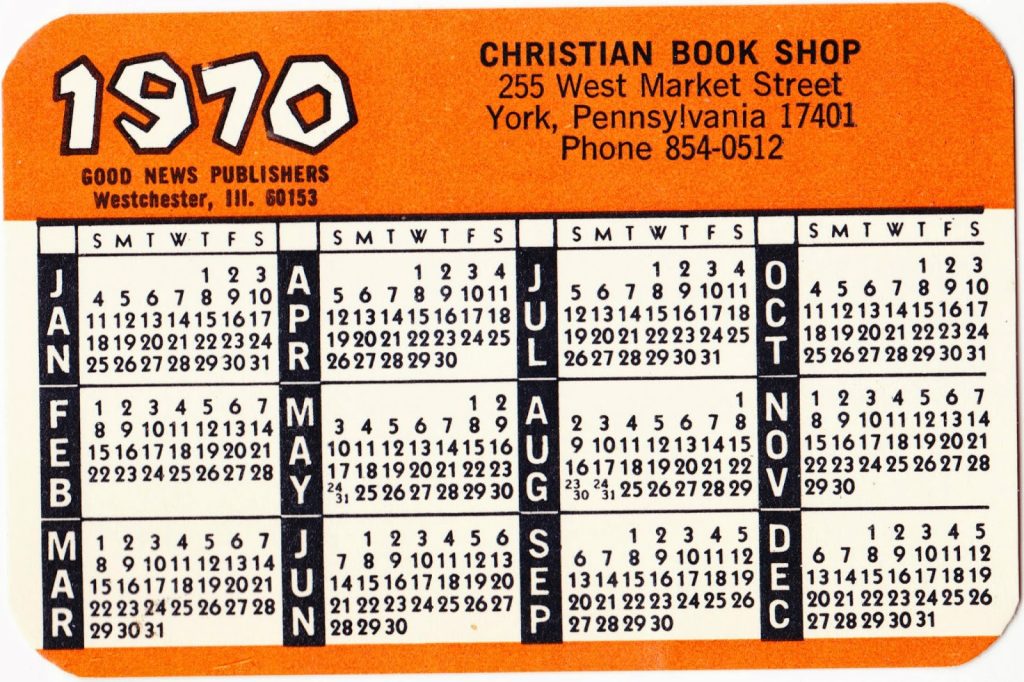 1970
GOOD NEWS PUBLISHERS
Westchester, Ill. 60153
CHRISTIAN BOOK SHOP
255 West Market Street
York, Pennsylvania 17401
Phone 854-0512
S M T W T F S
JAN
1 2 3
4 5 6 7 8 9 10
11 12 13 14 15 16 17
18 19 20 21 22 23 24
25 26 27 28 29 30 31
FEB
1 2 3 4 5 6 7
8 9 10 11 12 13 14
15 16 17 18 19 20 21
22 23 24 25 26 27 28
MAR
1 2 3 4 5 6 7
8 9 10 11 12 13 14
15 16 17 18 19 20 21
22 23 24 25 26 27 28
29 30 31
S M T W T F S
APR
1 2 3 4
5 6 7 8 9 10 11
12 13 14 15 16 17 18
19 20 21 22 23 24 25
26 27 28 29 30
MAY
1 2
3 4 5 6 7 8 9
10 11 12 13 14 15 16
17 18 19 20 21 22 23
24/31 25 26 27 28 29 30
JUN
1 2 3 4 5 6
7 8 9 10 11 12 13
14 15 16 17 18 19 20
21 22 23 24 25 26 27
28 29 30
S M T W T F S
JUL
1 2 3 4
5 6 7 8 9 10 11
12 13 14 15 16 17 18
19 20 21 22 23 24 25
26 27 28 29 30 31
AUG
1
2 3 4 5 6 7 8
9 10 11 12 13 14 15
16 17 18 19 20 21 22
23/30 24/31 25 26 27 28 29
SEP
1 2 3 4 5
6 7 8 9 10 11 12
13 14 15 16 17 18 19
20 21 22 23 24 25 26
27 28 29 30
S M T W T F S
OCT
1 2 3
4 5 6 7 8 9 10
11 12 13 14 15 16 17
18 19 20 21 22 23 24
25 26 27 28 29 30 31
NOV
1 2 3 4 5 6 7
8 9 10 11 12 13 14
15 16 17 18 19 20 21
22 23 24 25 26 27 28
29 30
DEC
1 2 3 4 5
6 7 8 9 10 11 12
13 14 15 16 17 18 19
20 21 22 23 24 25 26
27 28 29 30 31